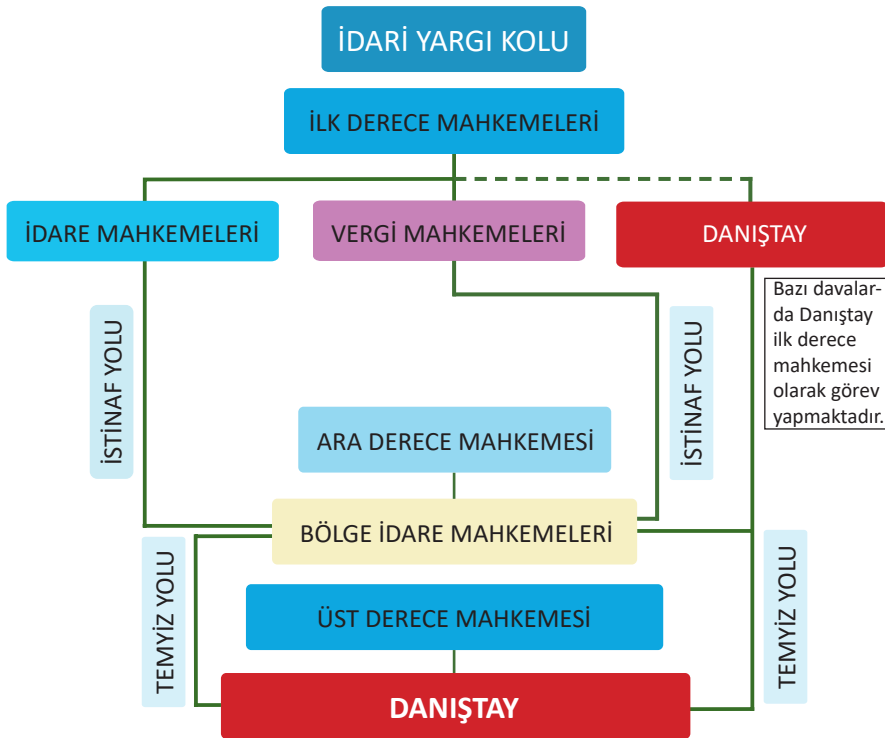 İDARİ YARGI KOLU
İLK DERECE MAHKEMELERİ
İDARE MAHKEMELERİ
VERGİ MAHKEMELERİ
DANIŞTAY
Bazı davalar-
da Danıştay
ilk derece
mahkemesi
olarak görev
yapmaktadır.
İSTİNAF YOLU
İSTİNAF YOLU
ARA DERECE MAHKEMESİ
BÖLGE İDARE MAHKEMELERİ
TEMYİZ YOLU
TEMYİZ YOLU
ÜST DERECE MAHKEMESİ
DANIŞTAY